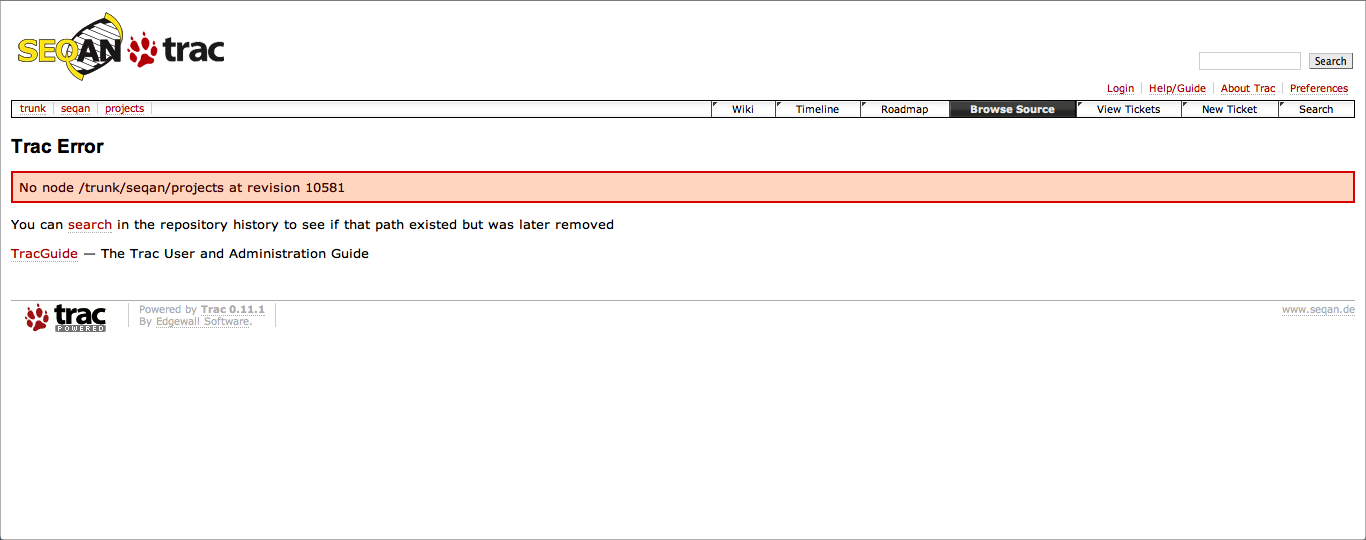 SEQAN trac
Search
Login Help/Guide About Trac Preferences
trunk seqan projects Wiki Timeline Roadmap Browse Source View Tickets New Ticket Search
Trac Error
No node /trunk/seqan/projects at revision 10581
You can search in the repository history to see if that path existed but was later removed
TracGuide — The Trac User and Administration Guide
trac
POWERED
Powered by Trac 0.11.1
By Edgewall Software.
www.seqan.de